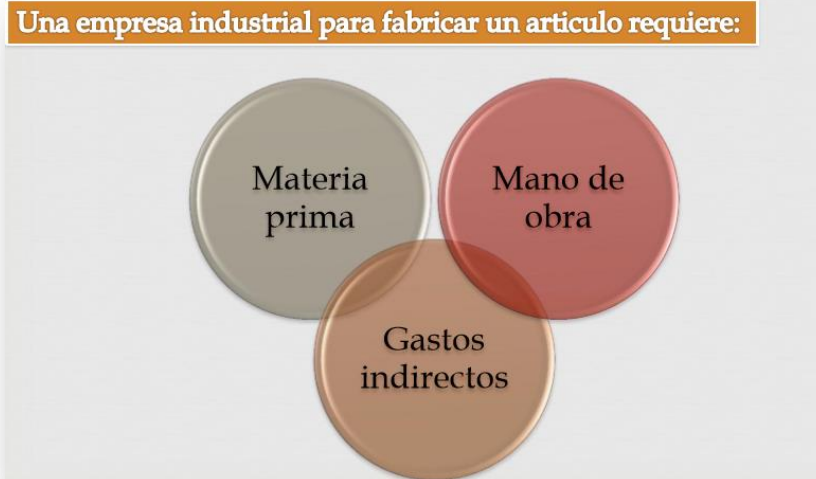 Una empresa industrial para fabricar un articulo requiere:
Materia
prima
Mano de
obra
Gastos
indirectos